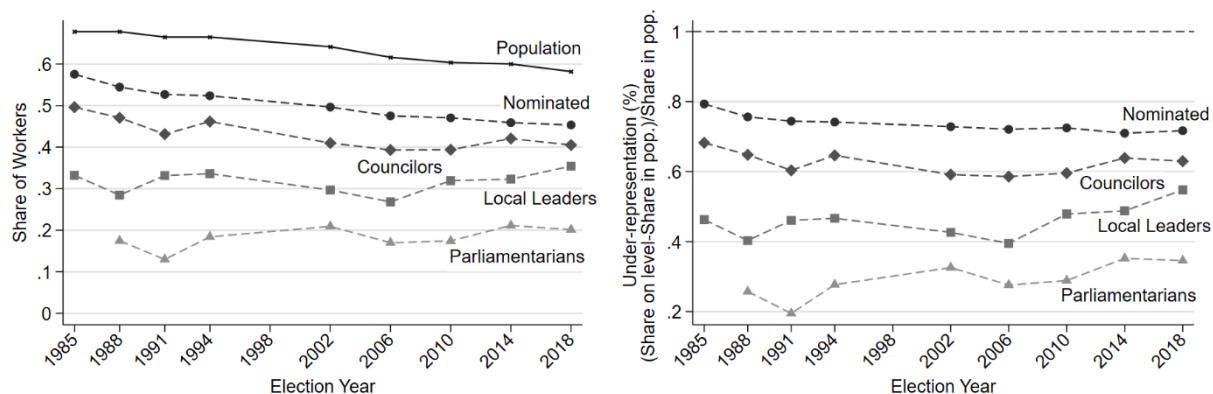 Share of Workers
.6
.5
.4
.3
.2
.1
0
Population
Nominated
Councilors
Local Leaders
Parliamentarians
1985
1988
1991
1994
1998
2002
2006
2010
2014
2018
Election Year
Under-representation (%)
(Share on level-Share in pop.)/Share in pop.
1
.8
.6
.4
.2
Nominated
Councilors
Local Leaders
Parliamentarians
1985
1988
1991
1994
1998
2002
2006
2010
2014
2018
Election Year